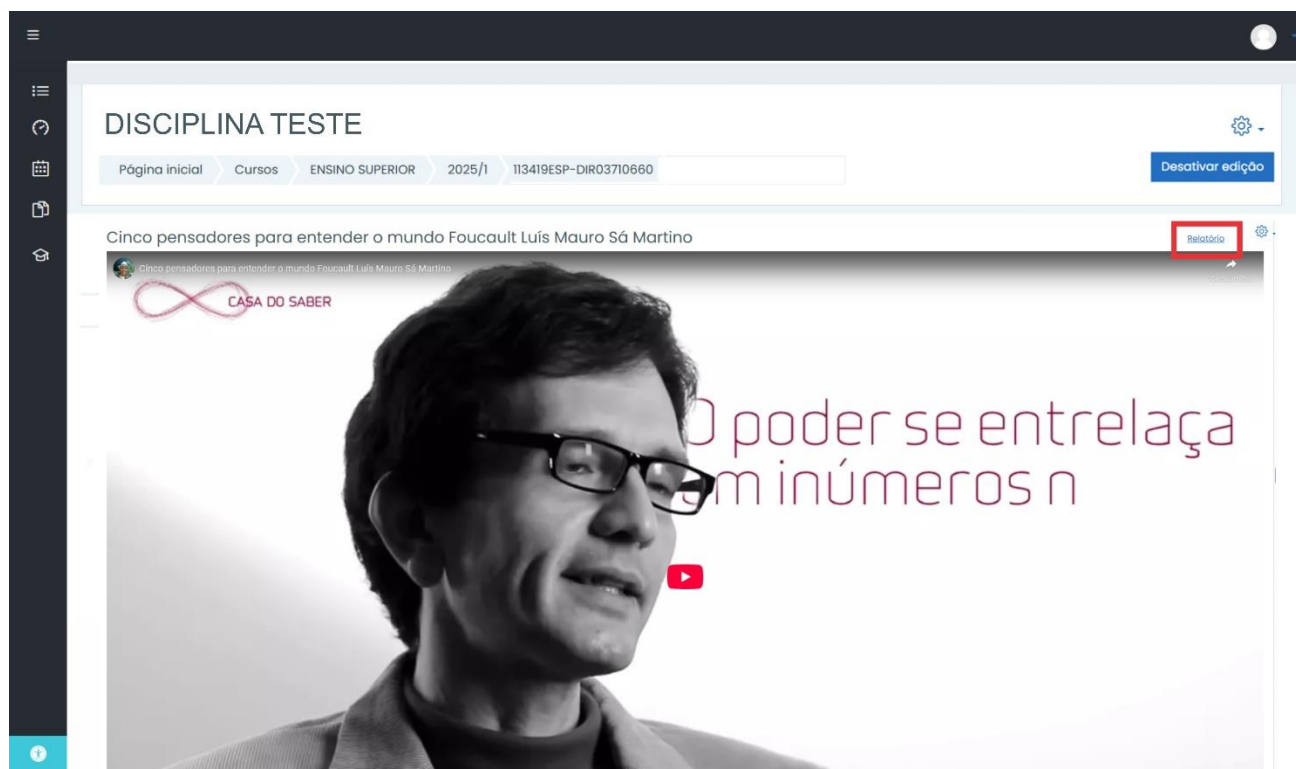 DISCIPLINA TESTE
Página inicial Cursos ENSINO SUPERIOR 2025/1 113419ESP-DIR03710660
Desativar edição
Cinco pensadores para entender o mundo Foucault Luís Mauro Sá Martino
Relatório
Cinco pensadores para entender o mundo Foucault Luís Mauro Sá Martino
CASA DO SABER
O poder se entrelaça
em inúmeros n